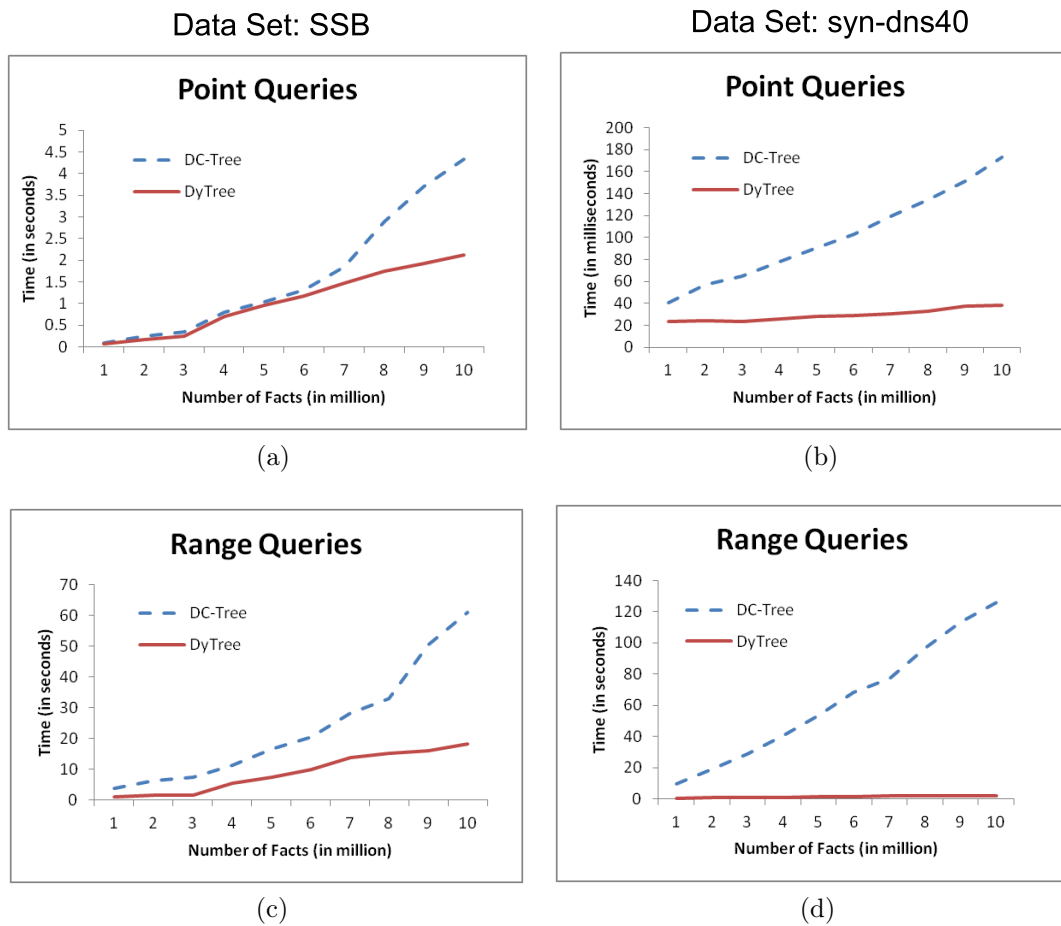 Data Set: SSB
Data Set: syn-dns40
Point Queries
Time (in seconds)
5
4.5
4
3.5
3
2.5
2
1.5
1
0.5
0
DC-Tree
DyTree
1 2 3 4 5 6 7 8 9 10
Number of Facts (in million)
(a)
Point Queries
Time (in milliseconds)
200
180
160
140
120
100
80
60
40
20
0
DC-Tree
DyTree
1 2 3 4 5 6 7 8 9 10
Number of Facts (in million)
(b)
Range Queries
Time (in seconds)
70
60
50
40
30
20
10
0
DC-Tree
DyTree
1 2 3 4 5 6 7 8 9 10
Number of Facts (in million)
(c)
Range Queries
Time (in seconds)
140
120
100
80
60
40
20
0
DC-Tree
DyTree
1 2 3 4 5 6 7 8 9 10
Number of Facts (in million)
(d)